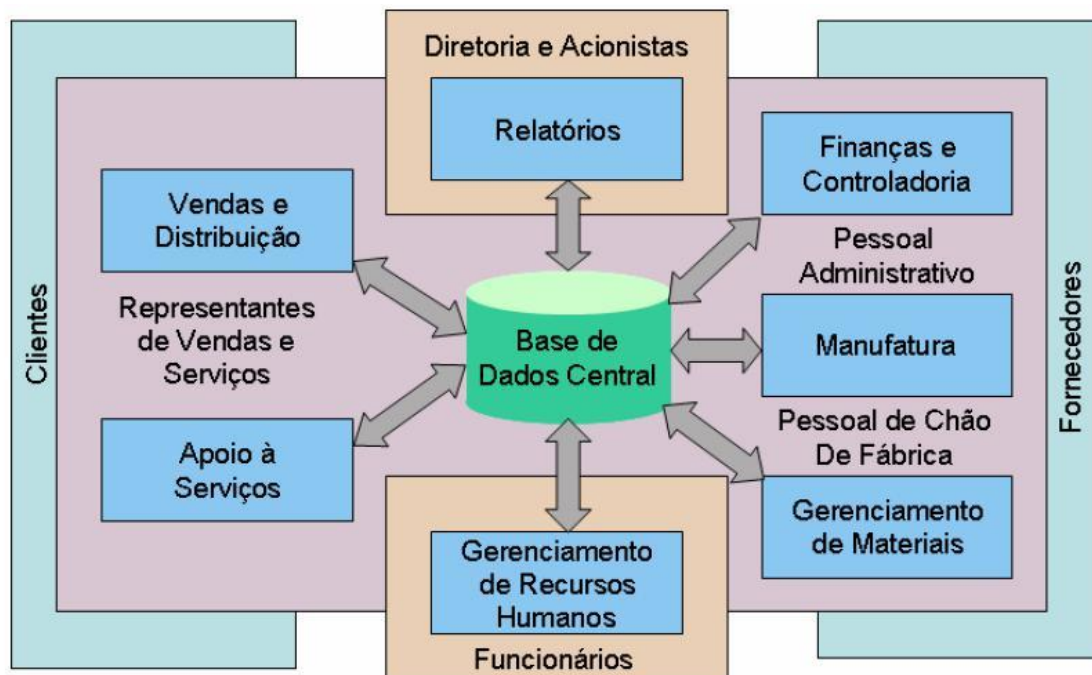 Diretoria e Acionistas
Relatórios
Clientes
Vendas e
Distribuição
Representantes
de Vendas e
Serviços
Apoio à
Serviços
Base de
Dados Central
Finanças e
Controladoria
Pessoal
Administrativo
Manufatura
Pessoal de Chão
De Fábrica
Gerenciamento
de Materiais
Fornecedores
Gerenciamento
de Recursos
Humanos
Funcionários